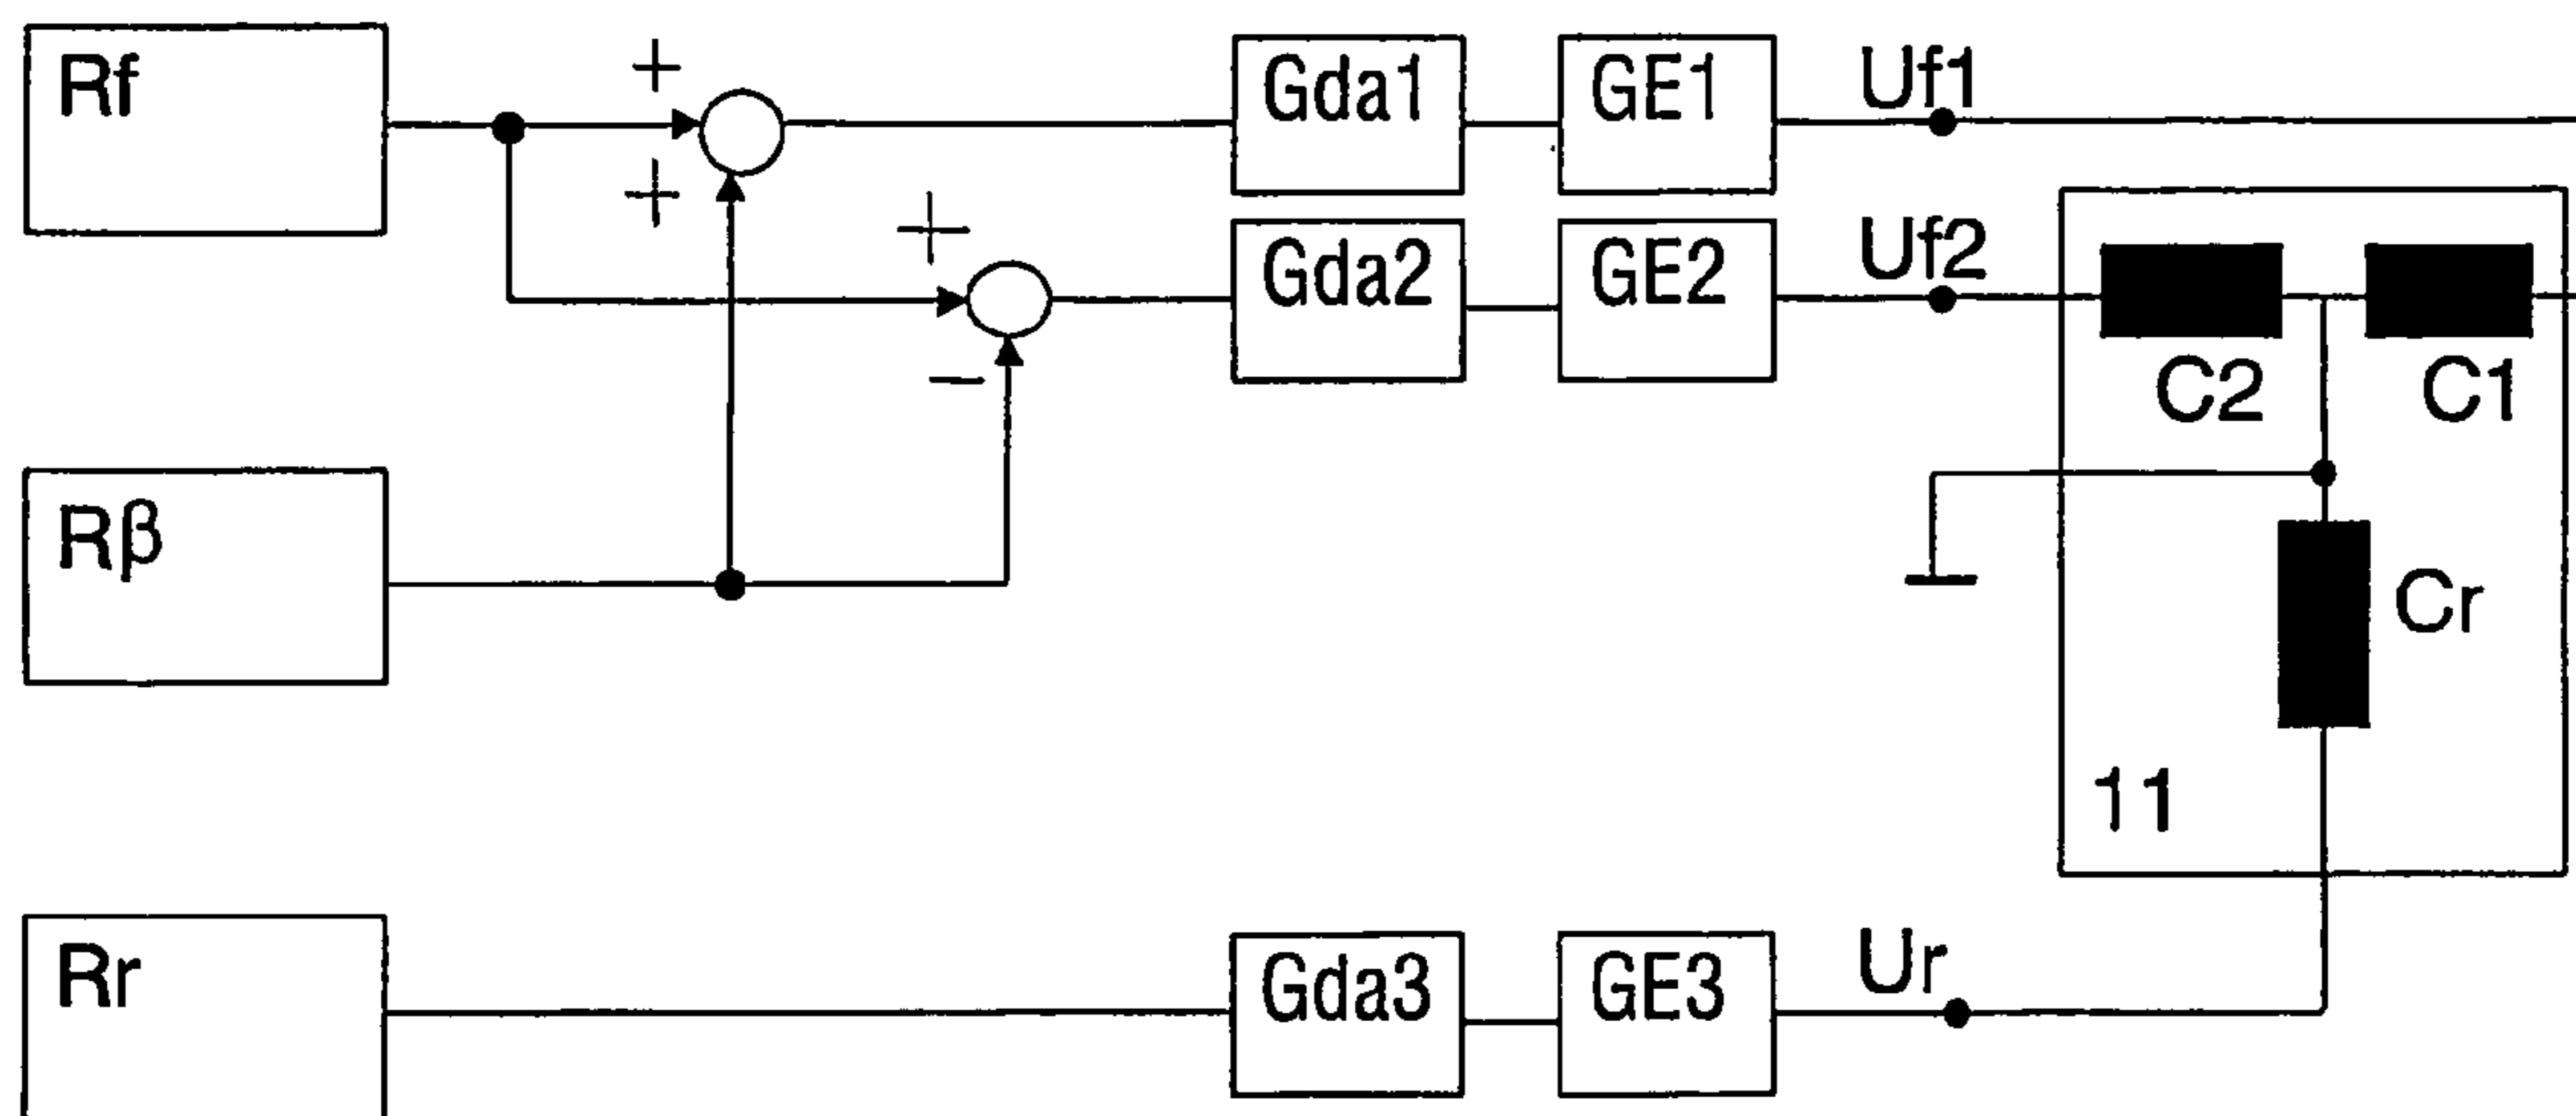 Rf
+
+
Gda1
GE1
Uf1
+
−
Gda2
GE2
Uf2
C2
C1
Rβ
Cr
11
Rr
Gda3
GE3
Ur